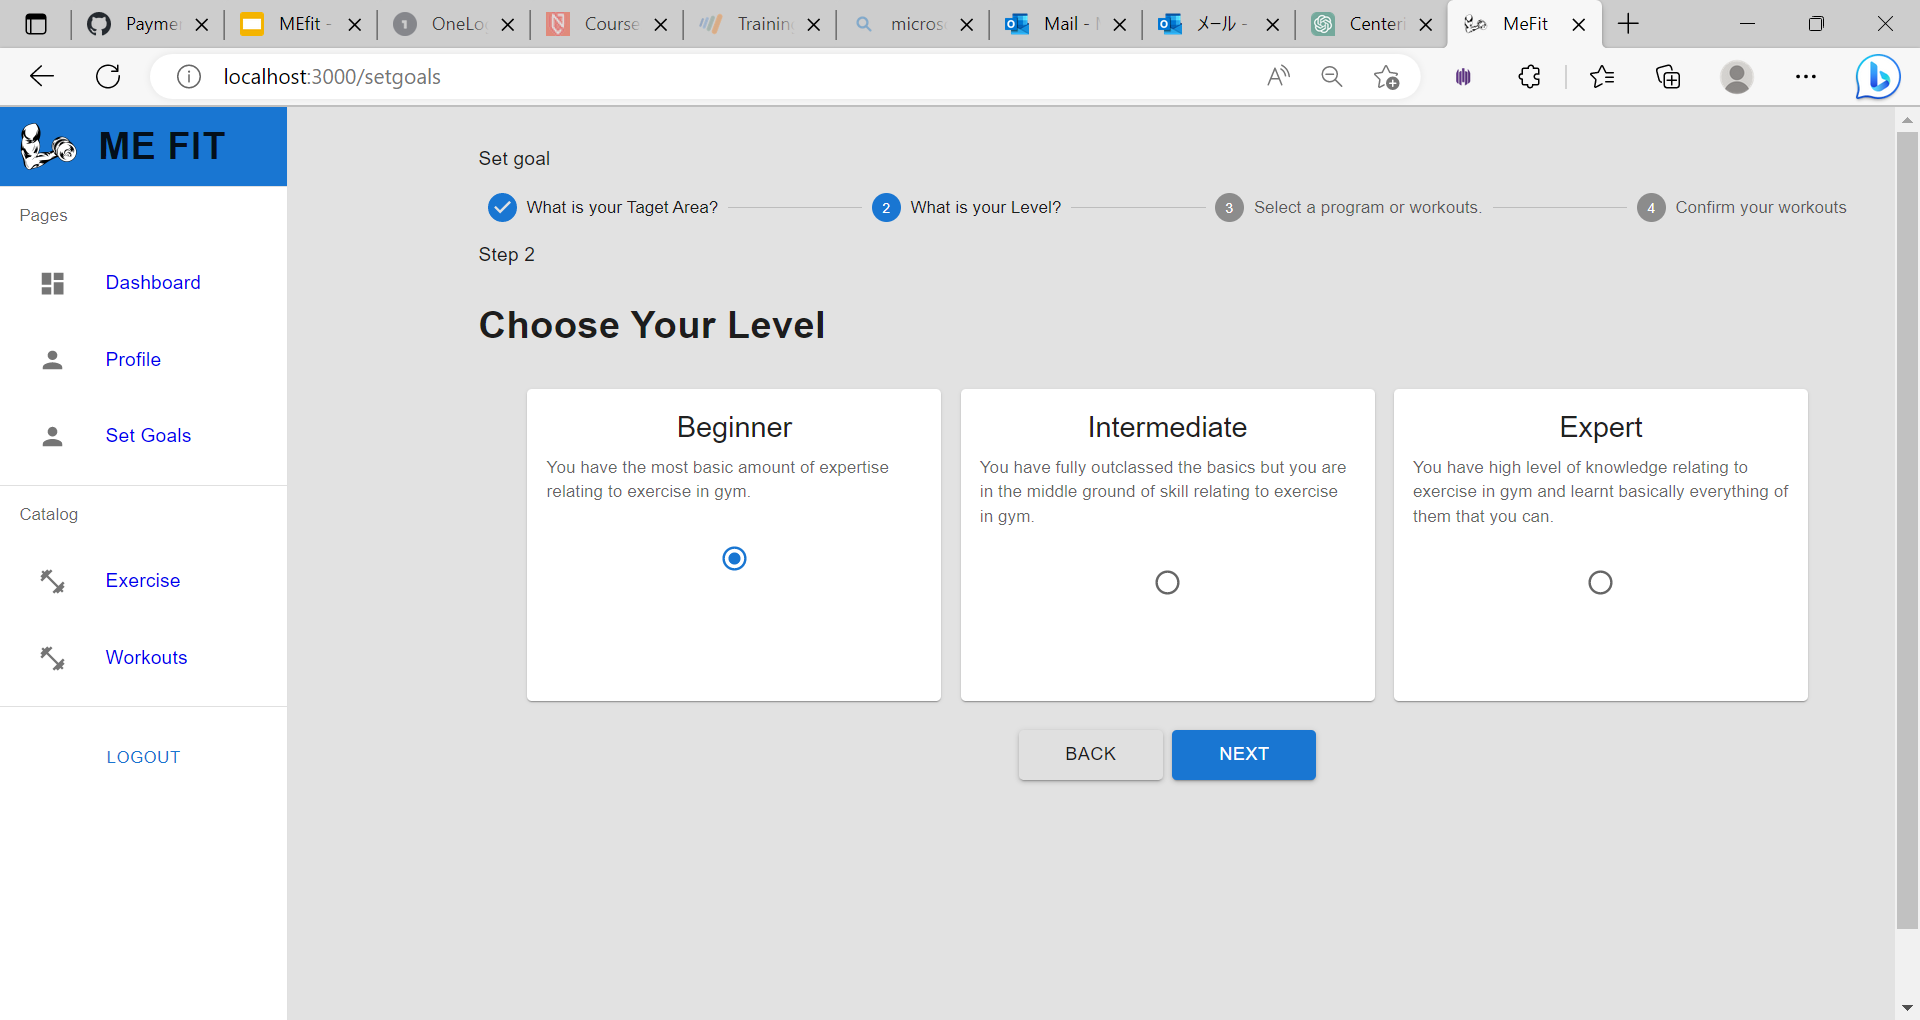 Payme
MEfit -
1 OneLo
Course
Training
micros
Mail -
メール -
Center
MeFit
localhost:3000/setgoals
ME FIT
Pages
Dashboard
Profile
Set Goals
Catalog
Exercise
Workouts
LOGOUT
Set goal
What is your Taget Area?
2 What is your Level?
3 Select a program or workouts.
4 Confirm your workouts
Step 2
Choose Your Level
Beginner
You have the most basic amount of expertise
relating to exercise in gym.
Intermediate
You have fully outclassed the basics but you are
in the middle ground of skill relating to exercise
in gym.
Expert
You have high level of knowledge relating to
exercise in gym and learnt basically everything of
them that you can.
BACK
NEXT